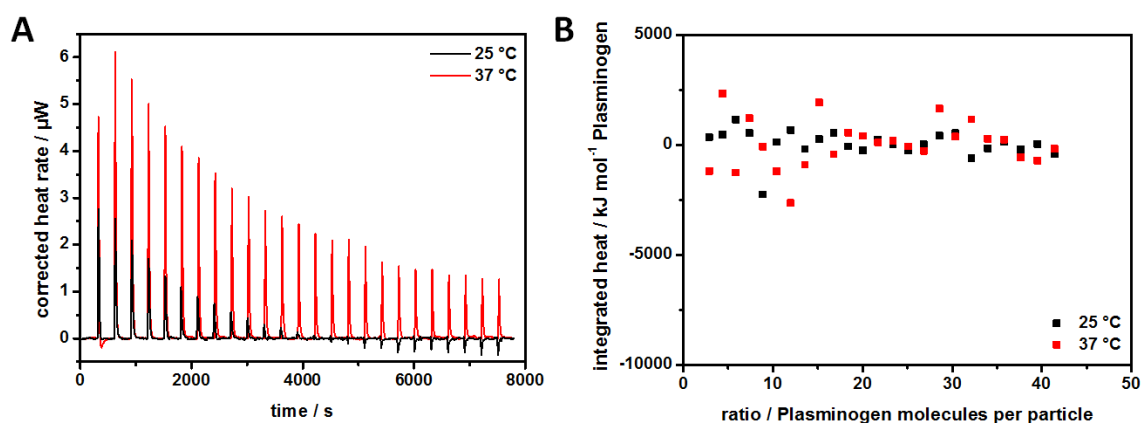 A
6
5
4
3
2
1
0
corrected heat rate / µW
25 °C
37 °C
0 2000 4000 6000 8000
time / s
B
5000
0
-5000
-10000
integrated heat / kJ mol⁻¹ Plasminogen
25 °C
37 °C
0 10 20 30 40 50
ratio / Plasminogen molecules per particle